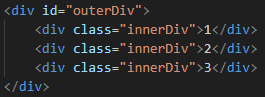 <div id="outerDiv">
    <div class="innerDiv">1</div>
    <div class="innerDiv">2</div>
    <div class="innerDiv">3</div>
</div>